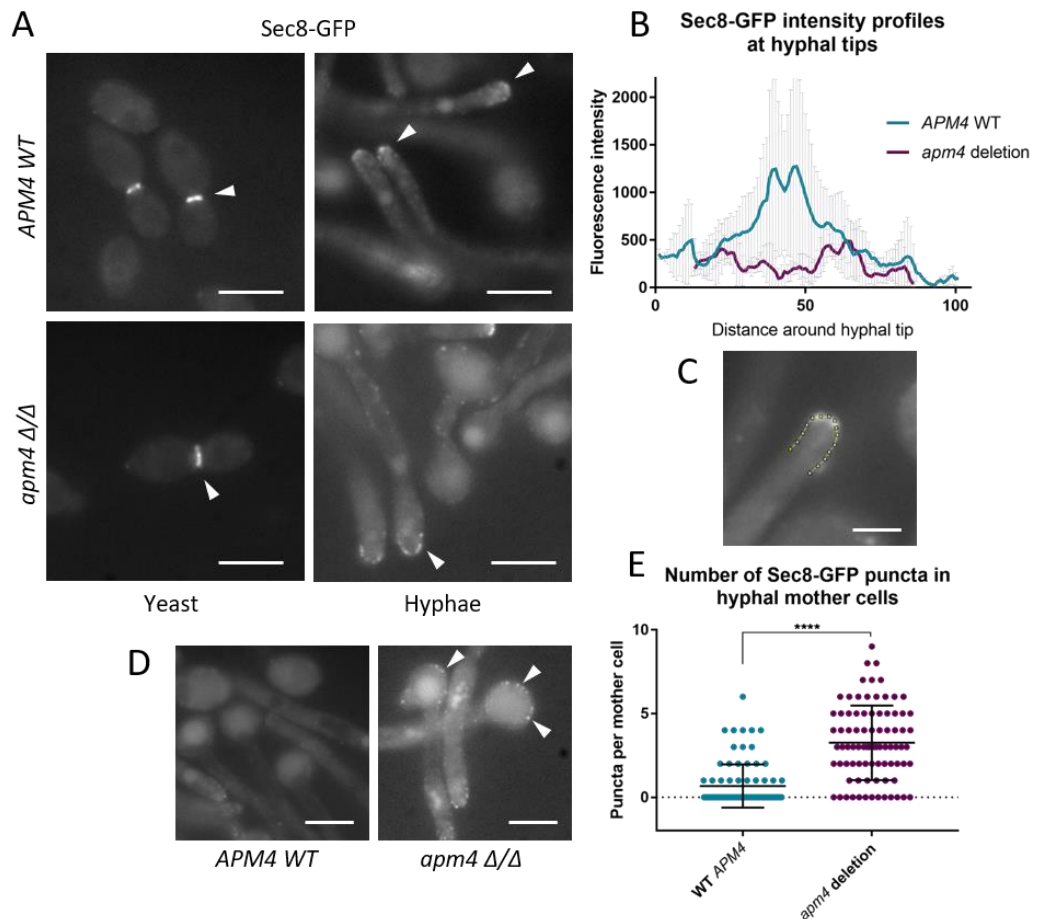 A
Sec8-GFP
APM4 WT
apm4 Δ/Δ
Yeast
Hyphae
B
Sec8-GFP intensity profiles
at hyphal tips
Fluorescence intensity
2000
1500
1000
500
0
0
50
100
Distance around hyphal tip
APM4 WT
apm4 deletion
C
D
APM4 WT
apm4 Δ/Δ
E
Number of Sec8-GFP puncta in
hyphal mother cells
Puncta per mother cell
10
5
0
****
WT APM4
apm4 deletion